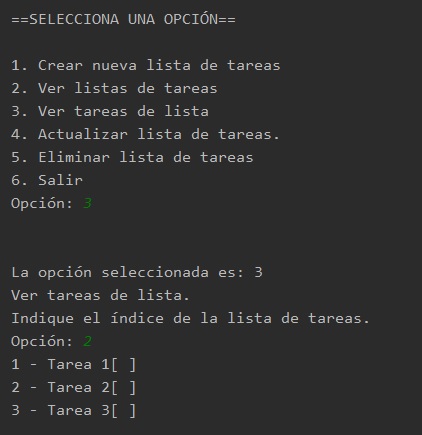 ==SELECCIONA UNA OPCIÓN==
1. Crear nueva lista de tareas
2. Ver listas de tareas
3. Ver tareas de lista
4. Actualizar lista de tareas.
5. Eliminar lista de tareas
6. Salir
Opción: 3
La opción seleccionada es: 3
Ver tareas de lista.
Indique el índice de la lista de tareas.
Opción: 2
1 - Tarea 1[ ]
2 - Tarea 2[ ]
3 - Tarea 3[ ]